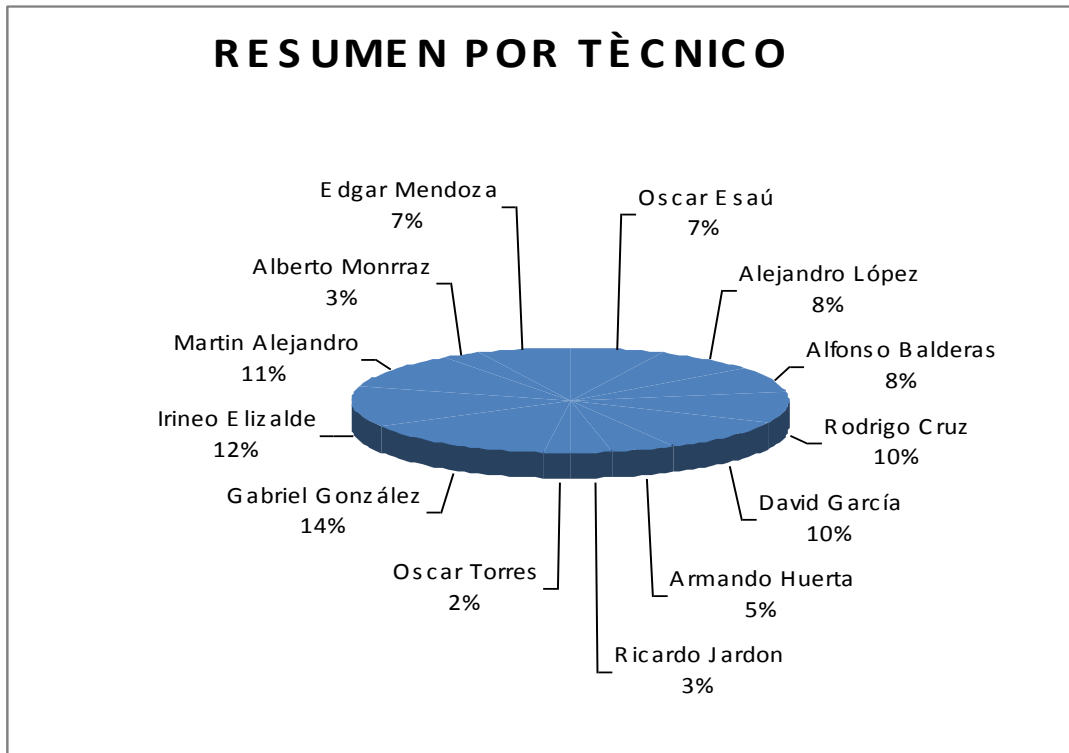 RESUMEN POR TÈCNICO
Edgar Mendoza
7%
Oscar Esaú
7%
Alberto Monrraz
3%
Alejandro López
8%
Martin Alejandro
11%
Alfonso Balderas
8%
Irineo Elizalde
12%
Rodrigo Cruz
10%
Gabriel González
14%
David García
10%
Oscar Torres
2%
Armando Huerta
5%
Ricardo Jardon
3%